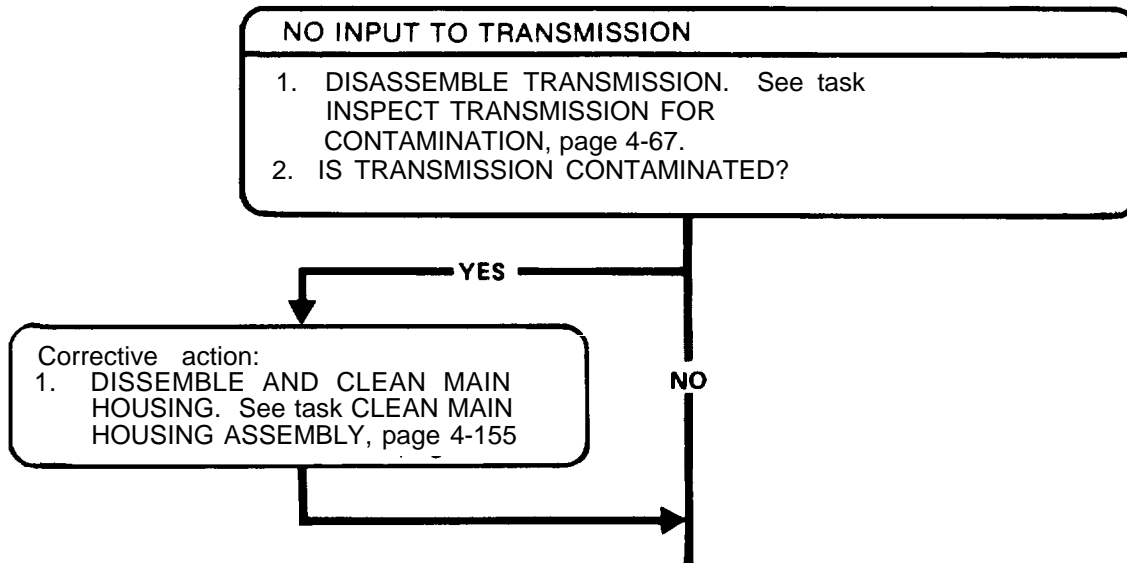 NO INPUT TO TRANSMISSION
1. DISASSEMBLE TRANSMISSION. See task
INSPECT TRANSMISSION FOR
CONTAMINATION, page 4-67.
2. IS TRANSMISSION CONTAMINATED?
YES
Corrective action:
1. DISSEMBLE AND CLEAN MAIN
HOUSING. See task CLEAN MAIN
HOUSING ASSEMBLY, page 4-155
NO